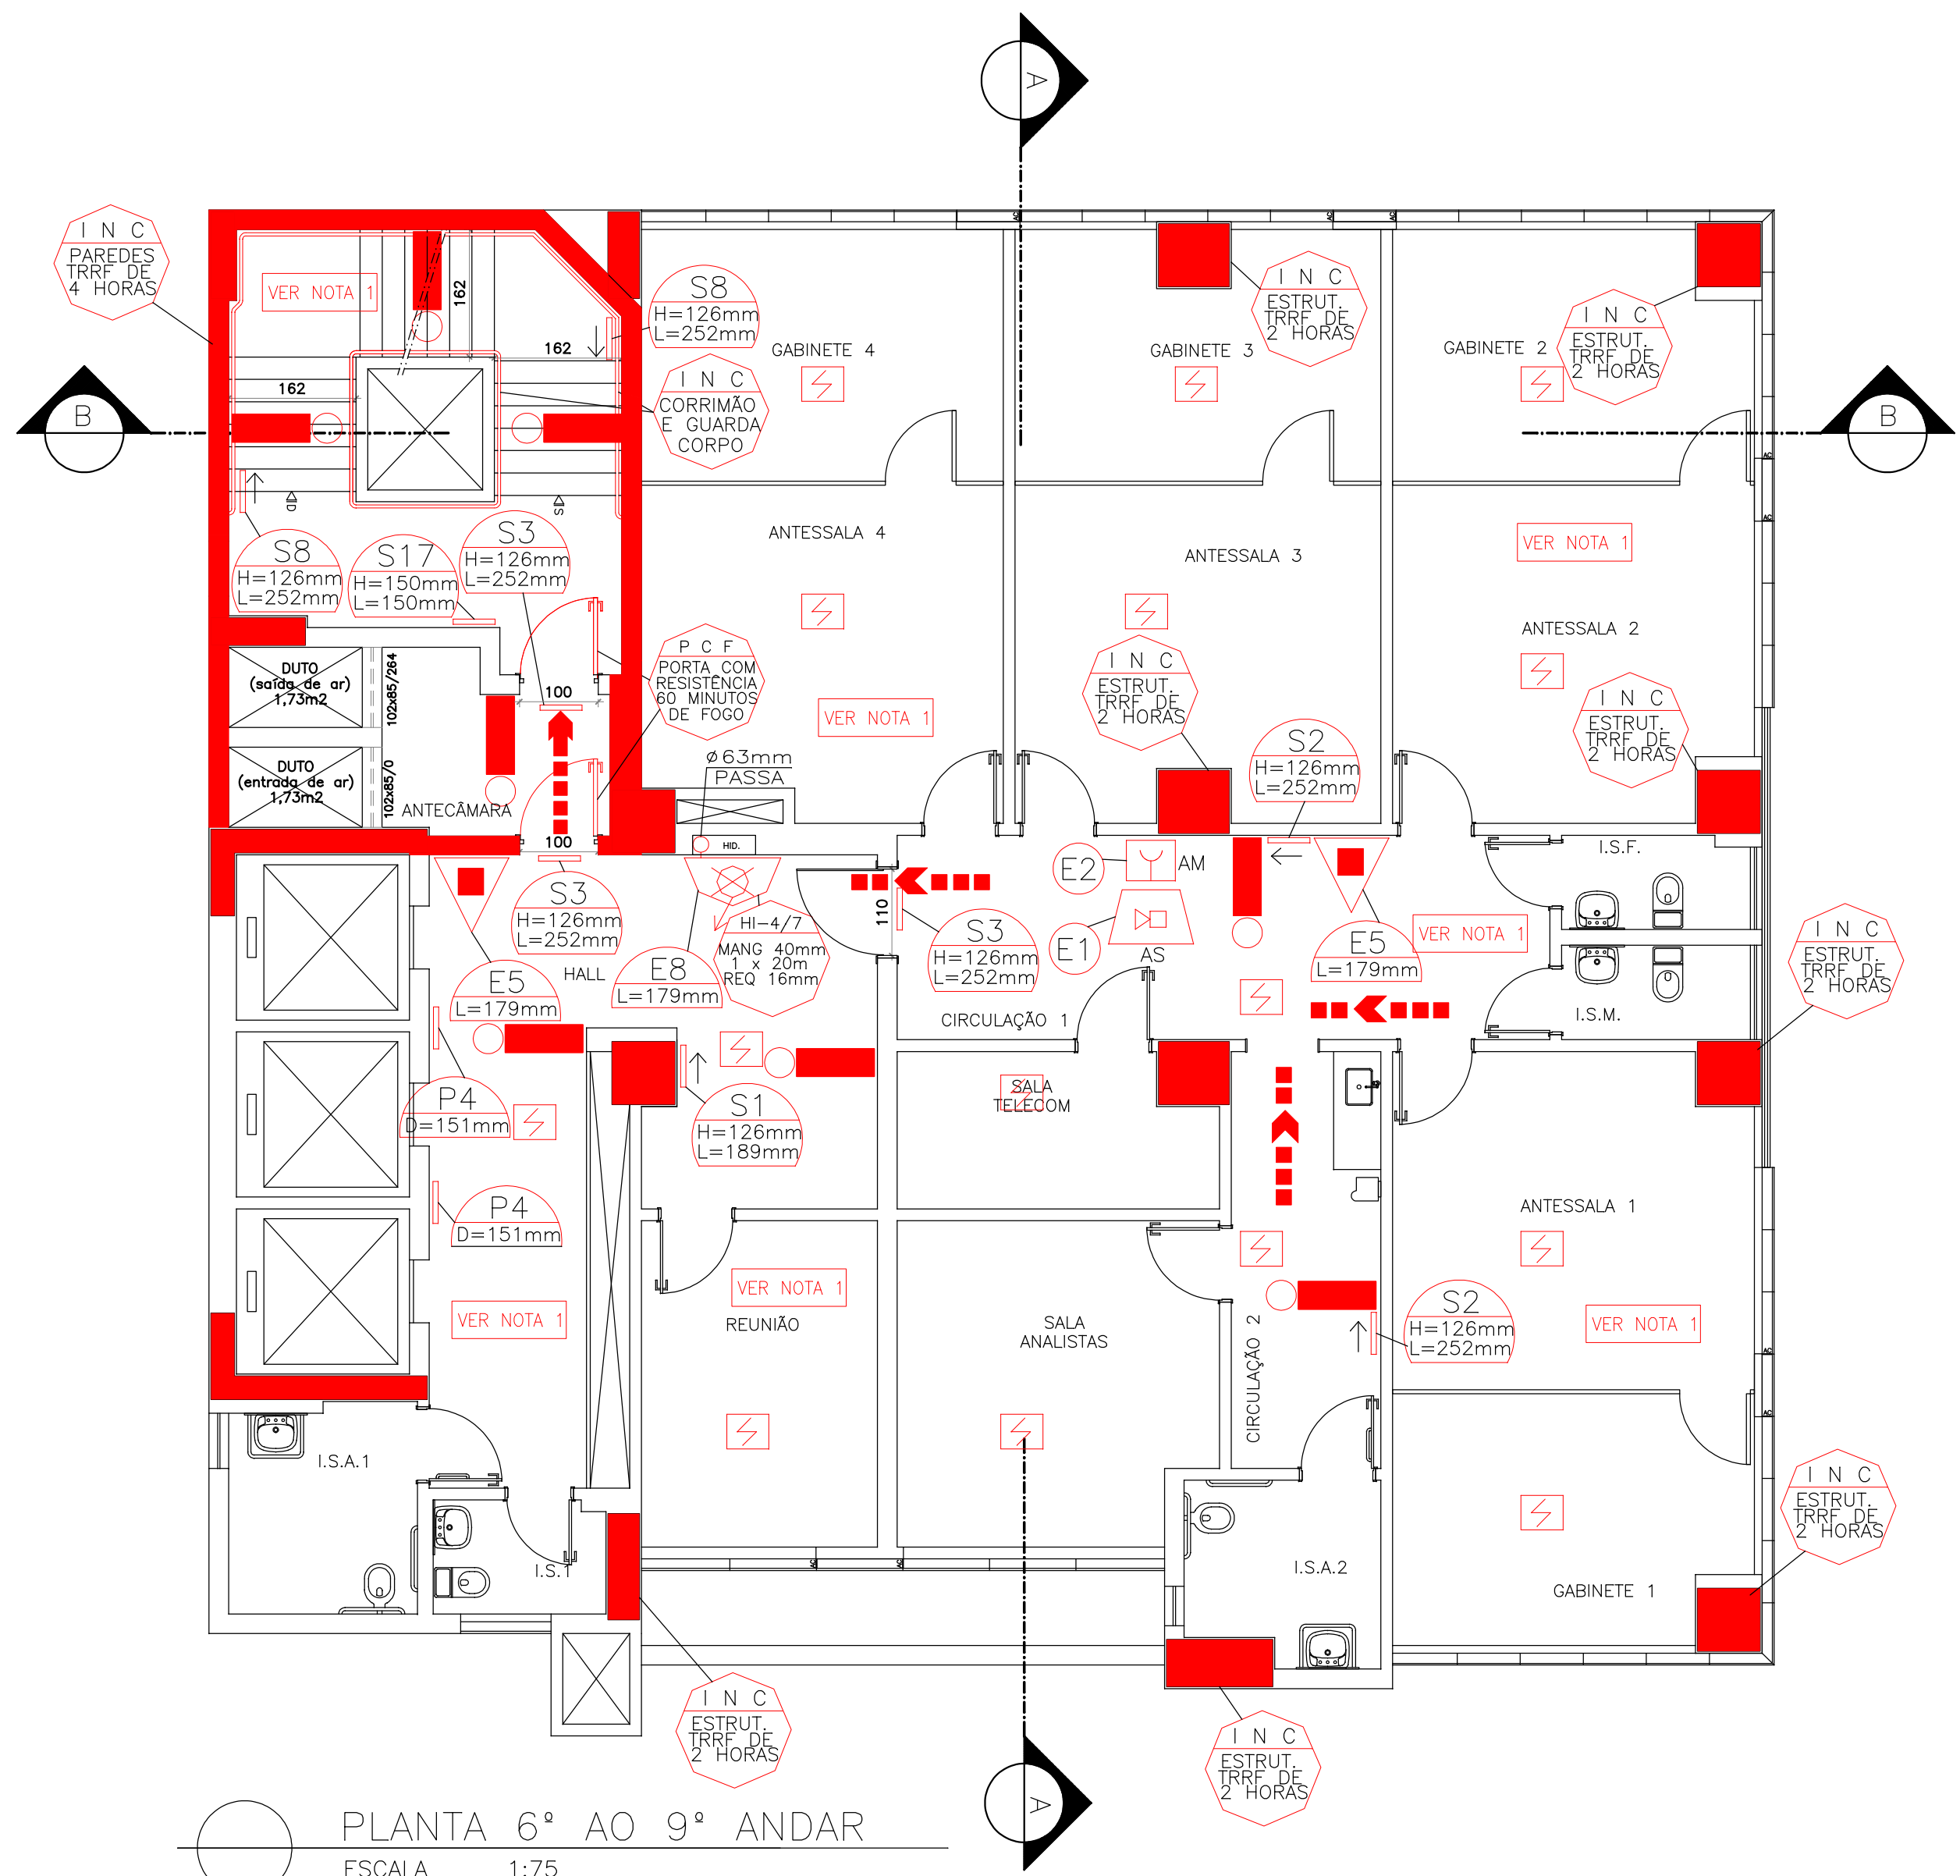 A
I N C
PAREDES
TRRF DE
4 HORAS
VER NOTA 1
162
162
162
S8
H=126mm
L=252mm
I N C
CORRIMÃO
E GUARDA
CORPO
GABINETE 4
GABINETE 3
I N C
ESTRUT.
TRRF DE
2 HORAS
GABINETE 2
I N C
ESTRUT.
TRRF DE
2 HORAS
AC
AC
AC
B
B
AC
AC
D
S
S8
H=126mm
L=252mm
S17
H=150mm
L=150mm
S3
H=126mm
L=252mm
ANTESSALA 4
ANTESSALA 3
VER NOTA 1
ANTESSALA 2
DUTO
(saída de ar)
1,73m2
102x85/264
DUTO
(entrada de ar)
1,73m2
102x85/0
ANTECÂMARA
100
100
P C F
PORTA COM
RESISTÊNCIA
60 MINUTOS
DE FOGO
VER NOTA 1
I N C
ESTRUT.
TRRF DE
2 HORAS
I N C
ESTRUT.
TRRF DE
2 HORAS
ø63mm
PASSA
S2
H=126mm
L=252mm
HID.
S3
H=126mm
L=252mm
HALL
E5
L=179mm
E8
L=179mm
HI-4/7
MANG 40mm
1 x 20m
REQ 16mm
110
S3
H=126mm
L=252mm
E2
AM
E1
AS
E5
L=179mm
VER NOTA 1
I.S.F.
I.S.M.
I N C
ESTRUT.
TRRF DE
2 HORAS
CIRCULAÇÃO 1
P4
D=151mm
S1
H=126mm
L=189mm
SALA
TELECOM
P4
D=151mm
ANTESSALA 1
VER NOTA 1
VER NOTA 1
REUNIÃO
SALA
ANALISTAS
CIRCULAÇÃO 2
S2
H=126mm
L=252mm
VER NOTA 1
AC
AC
I.S.A.1
I.S.1
AC
AC
I.S.A.2
GABINETE 1
I N C
ESTRUT.
TRRF DE
2 HORAS
I N C
ESTRUT.
TRRF DE
2 HORAS
I N C
ESTRUT.
TRRF DE
2 HORAS
A
PLANTA 6º AO 9º ANDAR
ESCALA 1:75